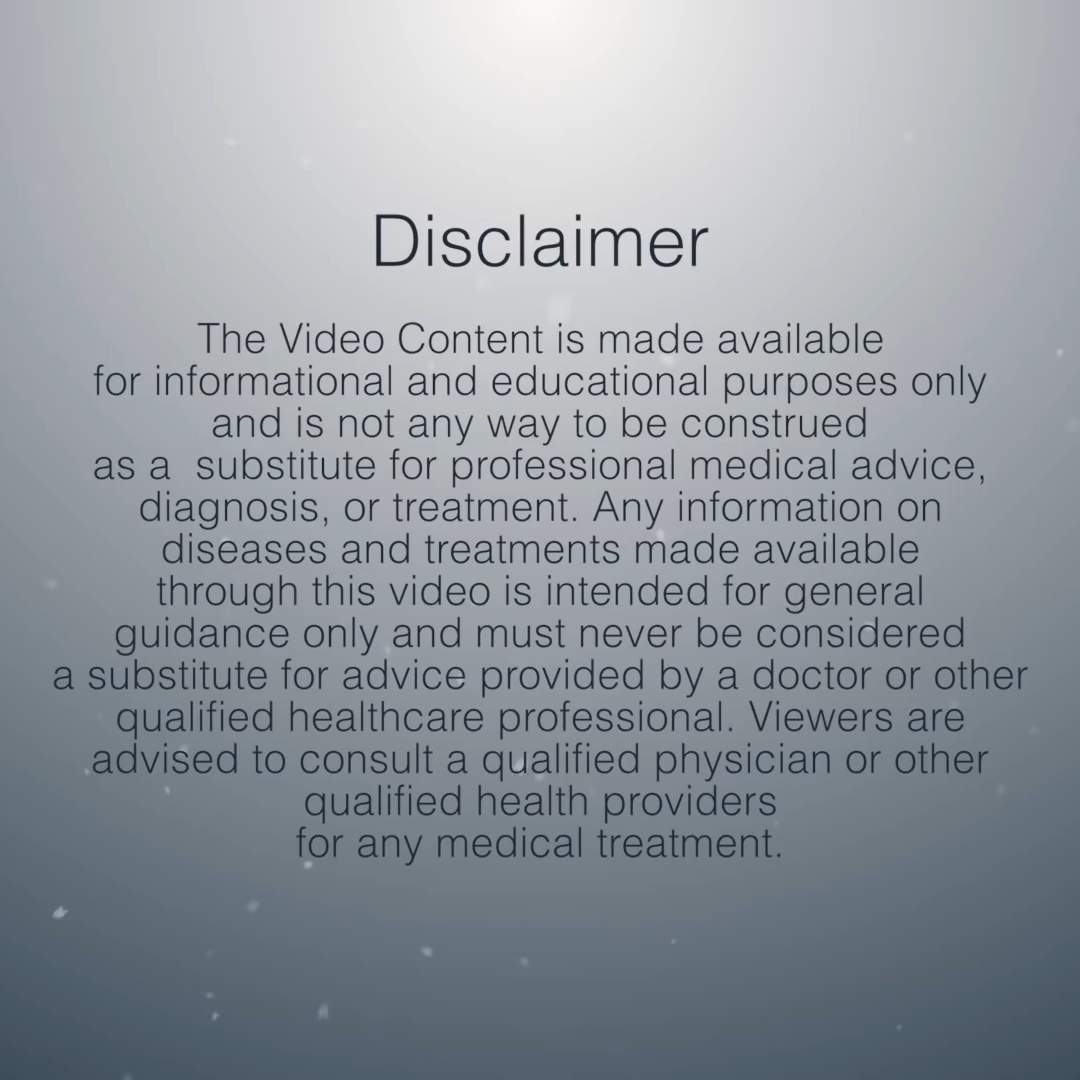 Disclaimer
The Video Content is made available
for informational and educational purposes only
and is not any way to be construed
as a  substitute for professional medical advice,
diagnosis, or treatment. Any information on
diseases and treatments made available
through this video is intended for general
guidance only and must never be considered
a substitute for advice provided by a doctor or other
qualified healthcare professional. Viewers are
advised to consult a qualified physician or other
qualified health providers
for any medical treatment.